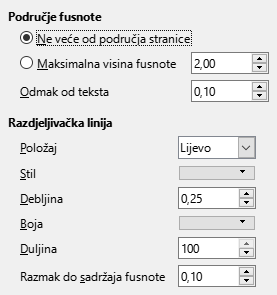 Područje fusnote
Ne veće od područja stranice
Maksimalna visina fusnote 2,00
Odmak od teksta 0,10
Razdjeljivačka linija
Položaj Lijevo
Stil
Debljina 0,25
Boja
Duljina 100
Razmak do sadržaja fusnote 0,10